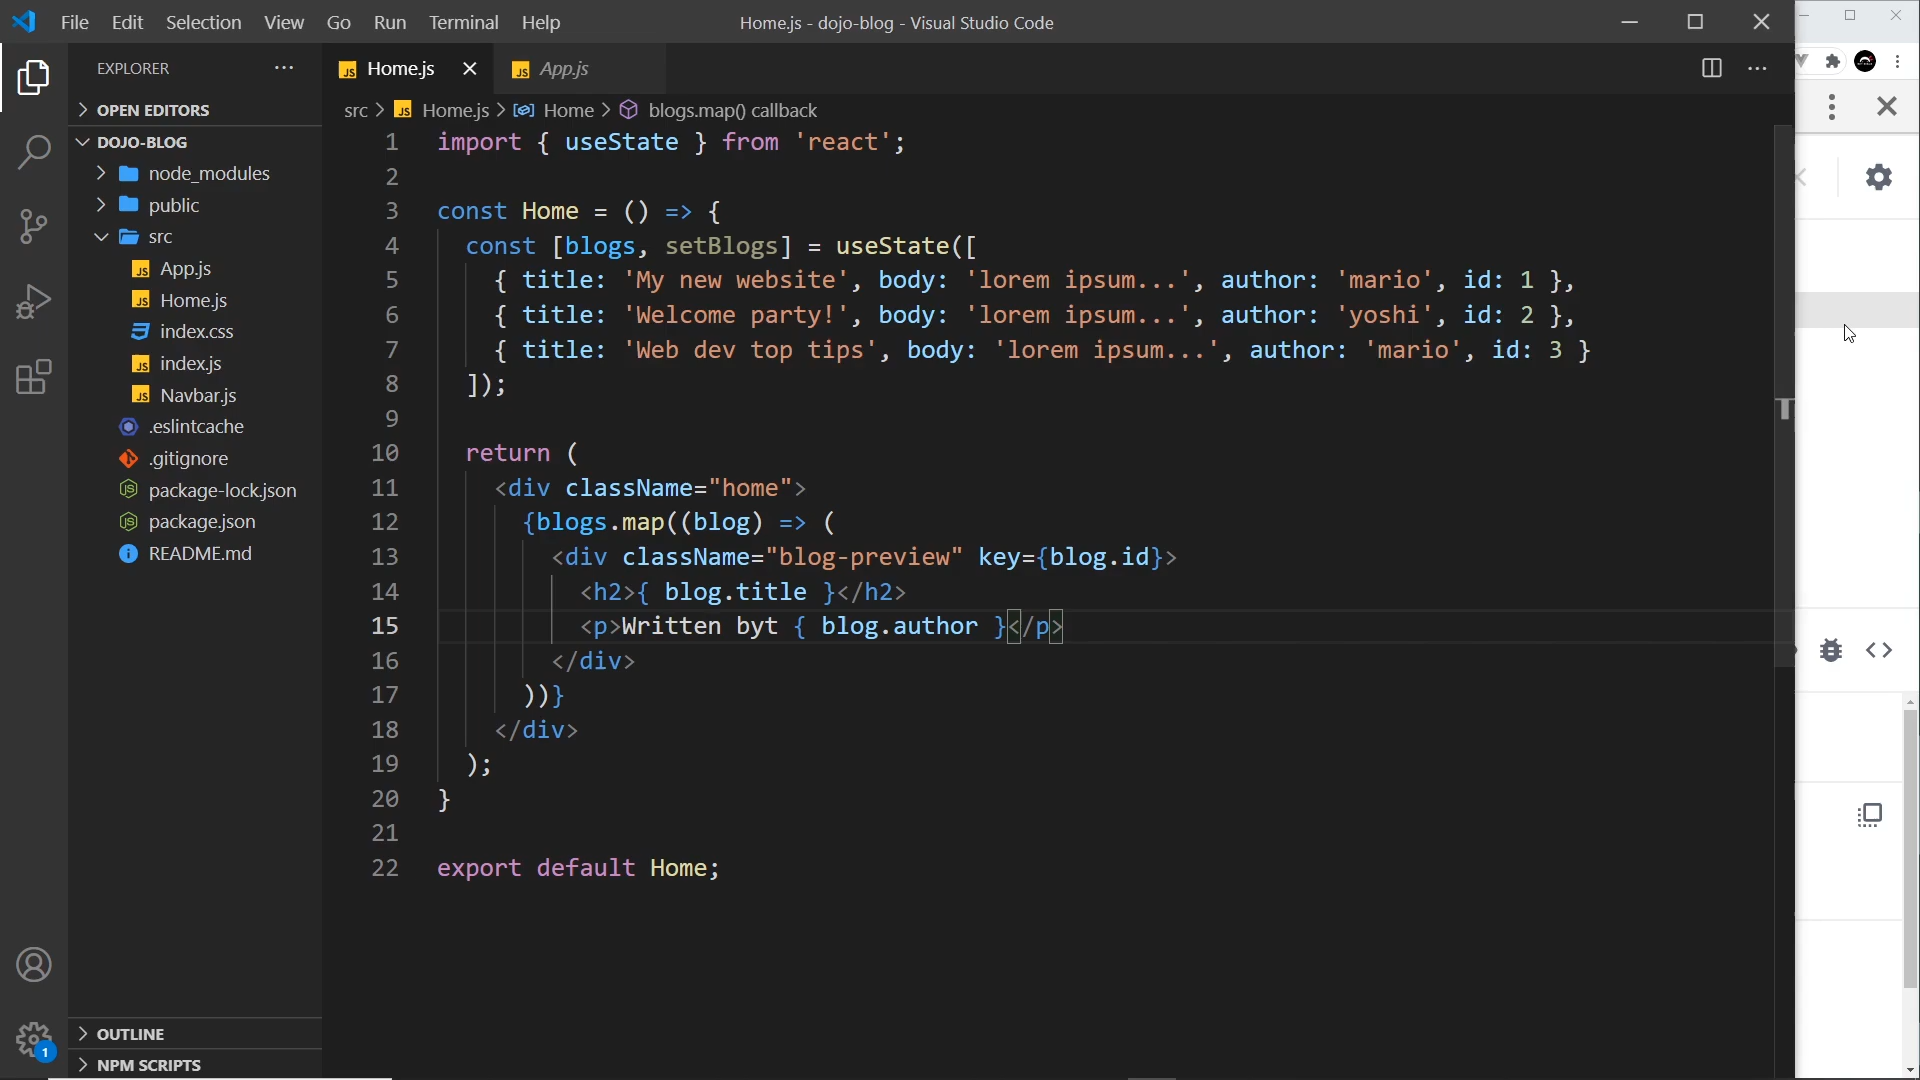 File Edit Selection View Go Run Terminal Help
Home.js - dojo-blog - Visual Studio Code
EXPLORER
OPEN EDITORS
DOJO-BLOG
node_modules
public
src
App.js
Home.js
index.css
index.js
Navbar.js
.eslintcache
.gitignore
package-lock.json
package.json
README.md
OUTLINE
NPM SCRIPTS
1
JS Home.js JS App.js
src > JS Home.js > Home > blogs.map() callback
1 import { useState } from 'react';
2
3 const Home = () => {
4 const [blogs, setBlogs] = useState([
5 { title: 'My new website', body: 'lorem ipsum...', author: 'mario', id: 1 },
6 { title: 'Welcome party!', body: 'lorem ipsum...', author: 'yoshi', id: 2 },
7 { title: 'Web dev top tips', body: 'lorem ipsum...', author: 'mario', id: 3 }
8 ]);
9
10 return (
11 <div className="home">
12 {blogs.map((blog) => (
13 <div className="blog-preview" key={blog.id}>
14 <h2>{ blog.title }</h2>
15 <p>Written byt { blog.author }</p>
16 </div>
17 ))}
18 </div>
19 );
20 }
21
22 export default Home;